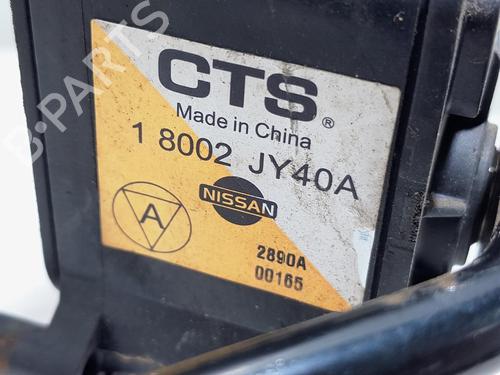 CTS®
Made in China
1 8002 JY40A
A
NISSAN
2890A
00165
B-PARTS